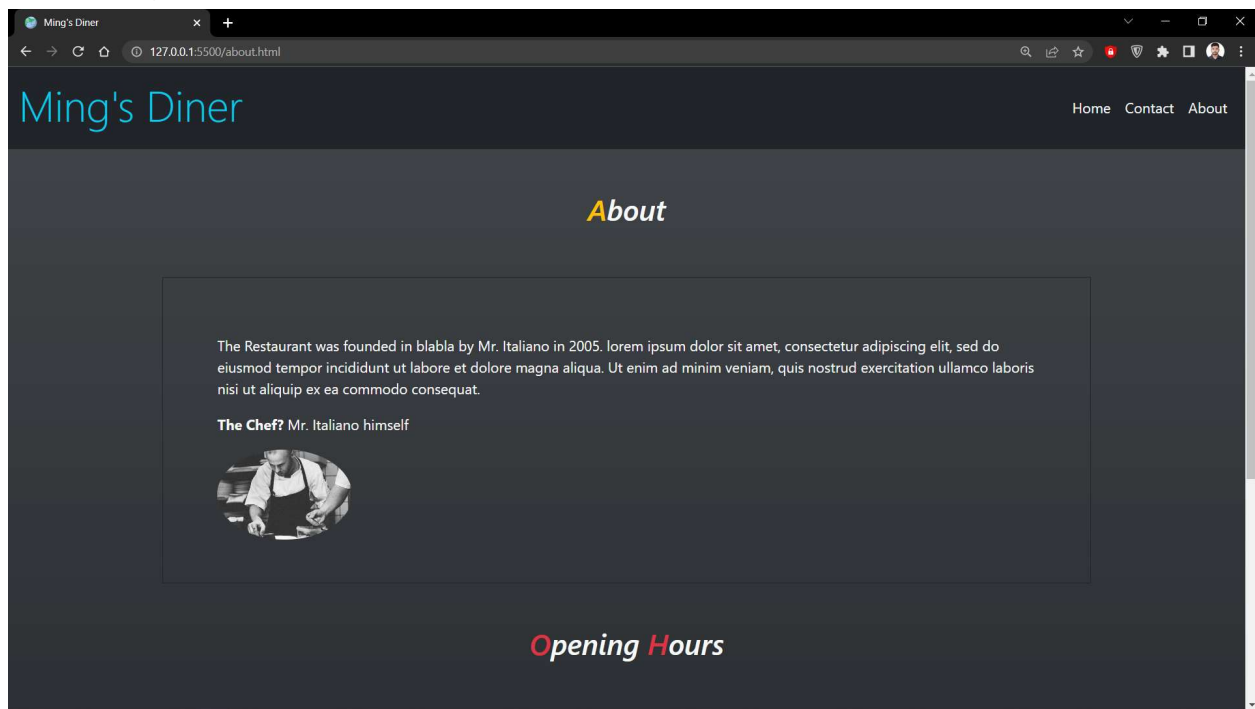 Ming's Diner
127.0.0.1:5500/about.html
Ming's Diner
Home Contact About
About
The Restaurant was founded in blabla by Mr. Italiano in 2005. lorem ipsum dolor sit amet, consectetur adipiscing elit, sed do
eiusmod tempor incididunt ut labore et dolore magna aliqua. Ut enim ad minim veniam, quis nostrud exercitation ullamco laboris
nisi ut aliquip ex ea commodo consequat.
The Chef? Mr. Italiano himself
Opening Hours